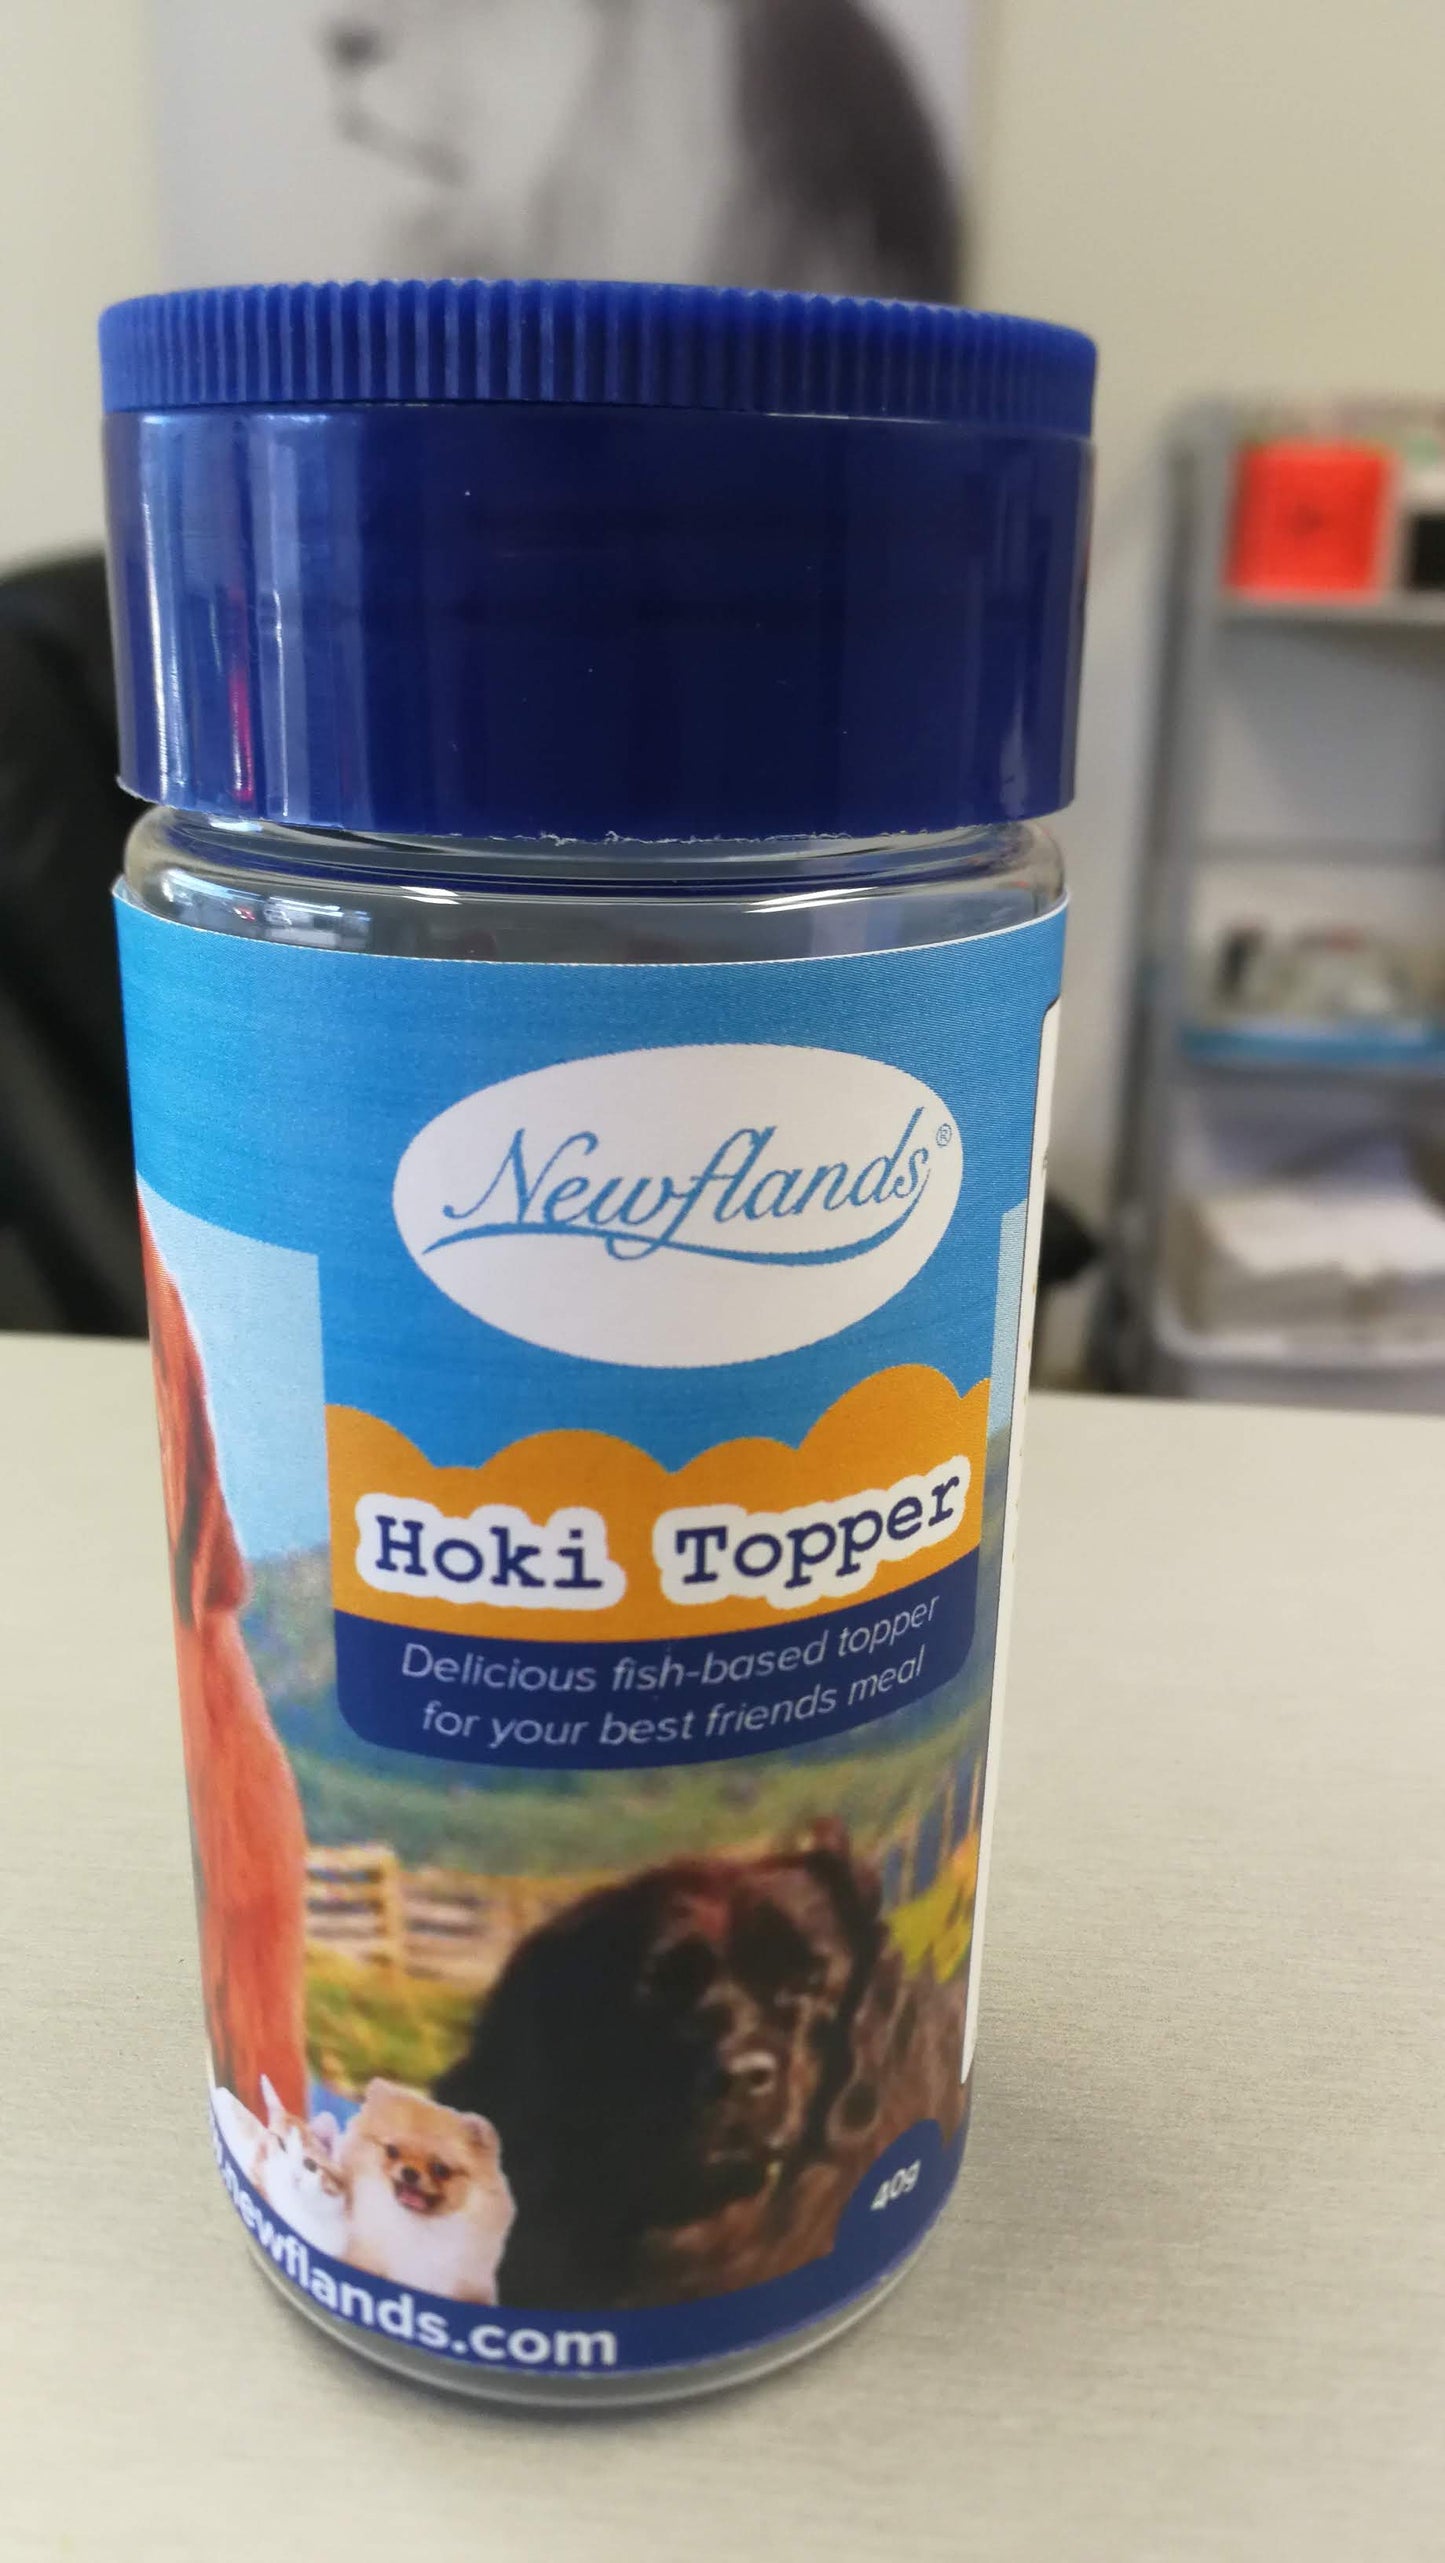 Newflands®
Hoki Topper
Delicious fish-based topper
for your best friends meal
40g
.newflands.com